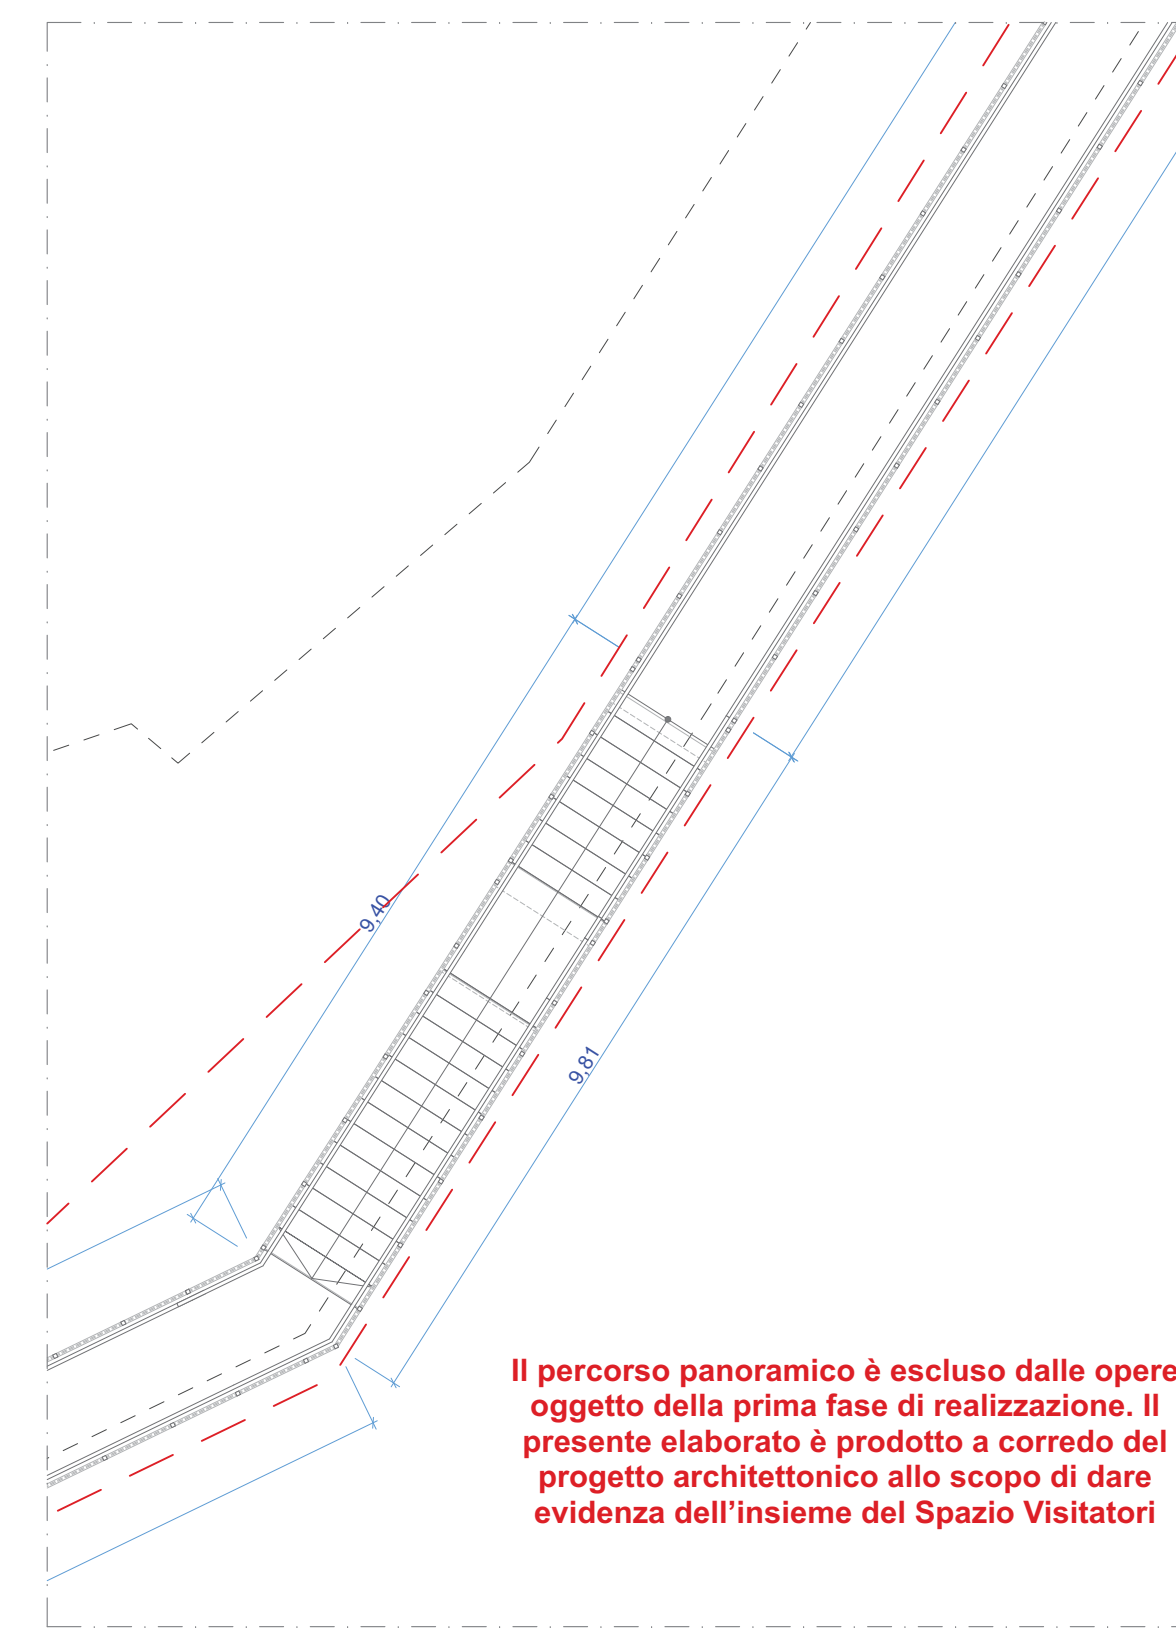 9,40
9,81
Il percorso panoramico è escluso dalle opere
oggetto della prima fase di realizzazione. Il
presente elaborato è prodotto a corredo del
progetto architettonico allo scopo di dare
evidenza dell'insieme del Spazio Visitatori